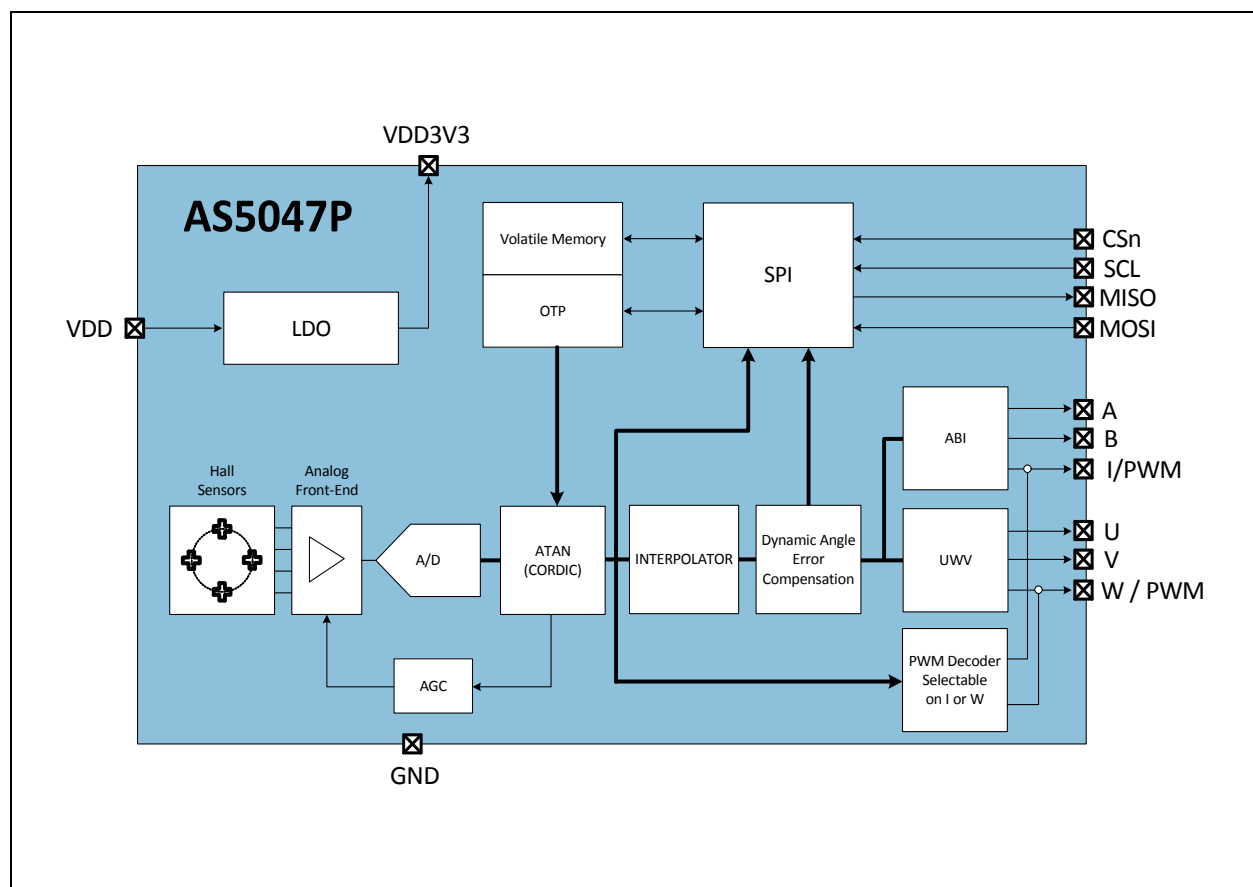 VDD3V3
AS5047P
Volatile Memory
OTP
SPI
CSn
SCL
MISO
MOSI
VDD
LDO
A
B
I/PWM
ABI
Hall
Sensors
Analog
Front-End
A/D
ATAN
(CORDIC)
INTERPOLATOR
Dynamic Angle
Error
Compensation
UWV
U
V
W / PWM
AGC
PWM Decoder
Selectable
on I or W
GND